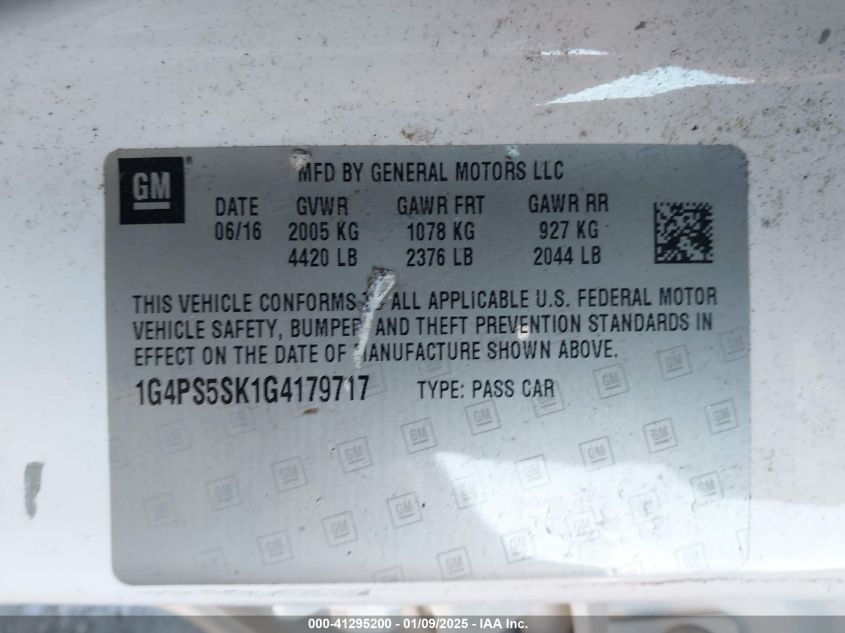 GM
®
MFD BY GENERAL MOTORS LLC
DATE GVWR GAWR FRT GAWR RR
06/16 2005 KG 1078 KG 927 KG
4420 LB 2376 LB 2044 LB
THIS VEHICLE CONFORMS ALL APPLICABLE U.S. FEDERAL MOTOR
VEHICLE SAFETY, BUMPER AND THEFT PREVENTION STANDARDS IN
EFFECT ON THE DATE OF MANUFACTURE SHOWN ABOVE.
1G4PS5SK1G4179717 TYPE: PASS CAR
000-41295200 - 01/09/2025 - IAA Inc.